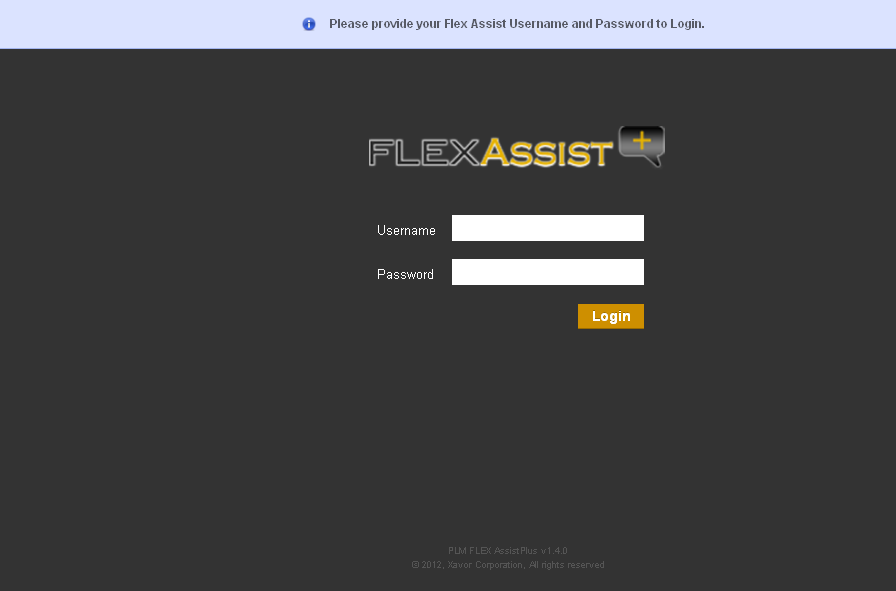 Please provide your Flex Assist Username and Password to Login.
FLEXASSIST
Username
Password
Login
PLM FLEX AssistPlus v1.4.0
© 2012, Xavor Corporation, All rights reserved